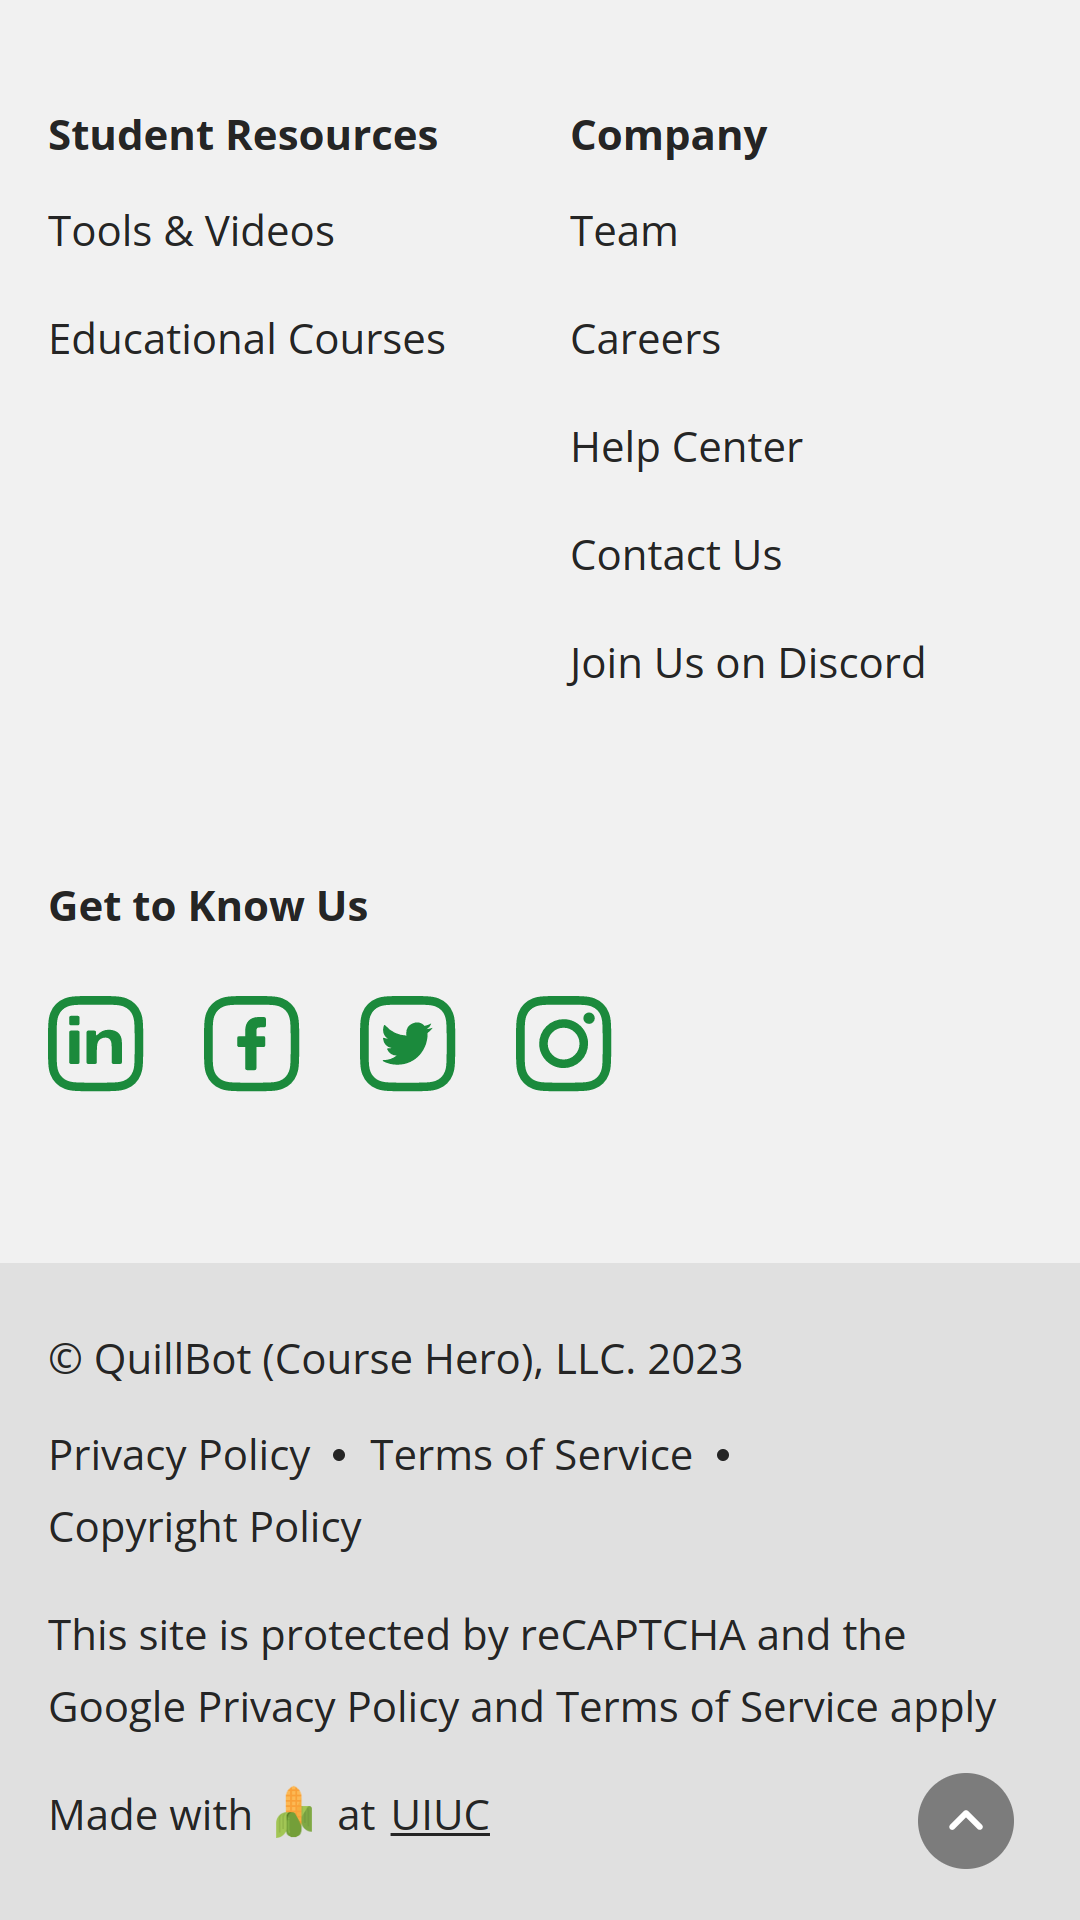 Student Resources
Tools & Videos
Educational Courses
Company
Team
Careers
Help Center
Contact Us
Join Us on Discord
Get to Know Us
in
© QuillBot (Course Hero), LLC. 2023
Privacy Policy • Terms of Service •
Copyright Policy
This site is protected by reCAPTCHA and the
Google Privacy Policy and Terms of Service apply
Made with 🌽 at UIUC